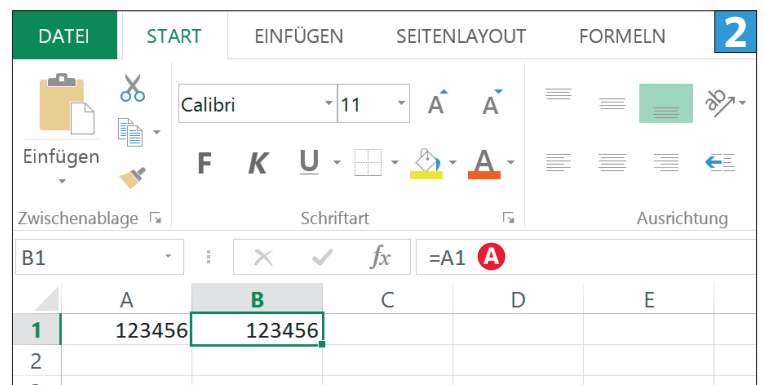 DATEI START EINFÜGEN SEITENLAYOUT FORMELN 2
Calibri 11 A A
Einfügen
F K U A
Zwischenablage Schriftart Ausrichtung
B1 fx =A1 A
A B C D E
1 123456 123456
2